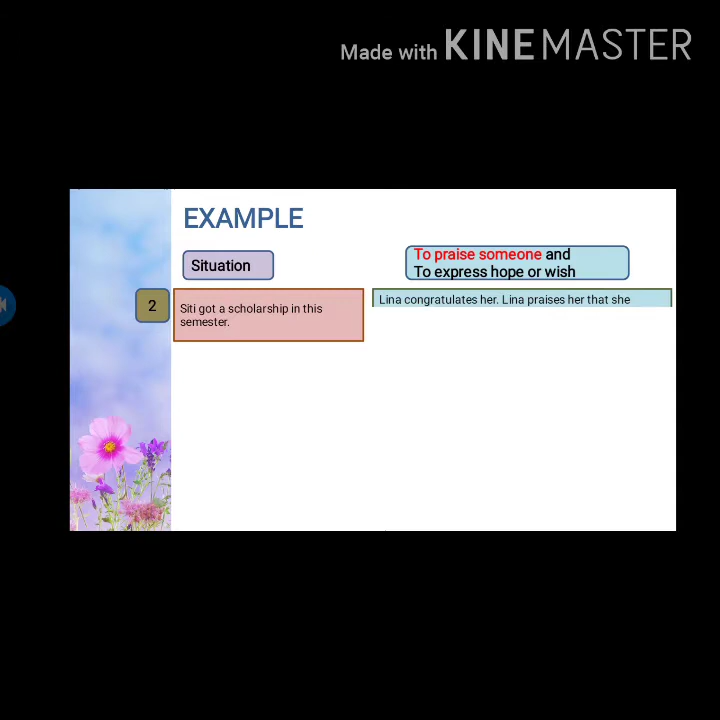 Made with KINEMASTER
EXAMPLE
Situation
To praise someone and
To express hope or wish
2
Siti got a scholarship in this
semester.
Lina congratulates her. Lina praises her that she